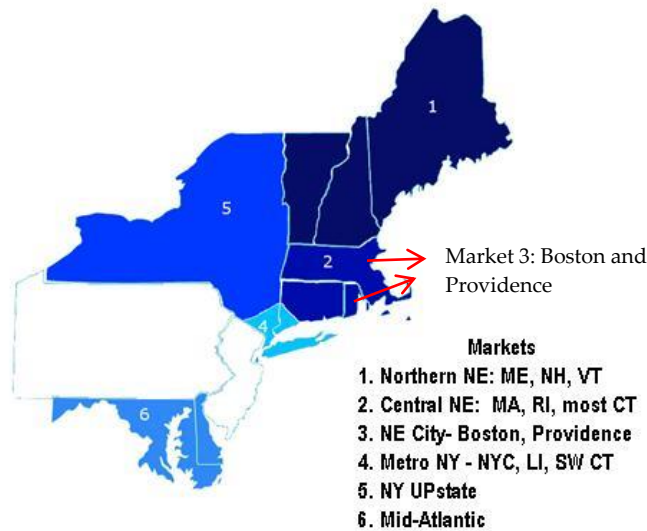 1
5
2
Market 3: Boston and
Providence
4
6
Markets
1. Northern NE: ME, NH, VT
2. Central NE:  MA, RI, most CT
3. NE City- Boston, Providence
4. Metro NY - NYC, LI, SW CT
5. NY UPstate
6. Mid-Atlantic